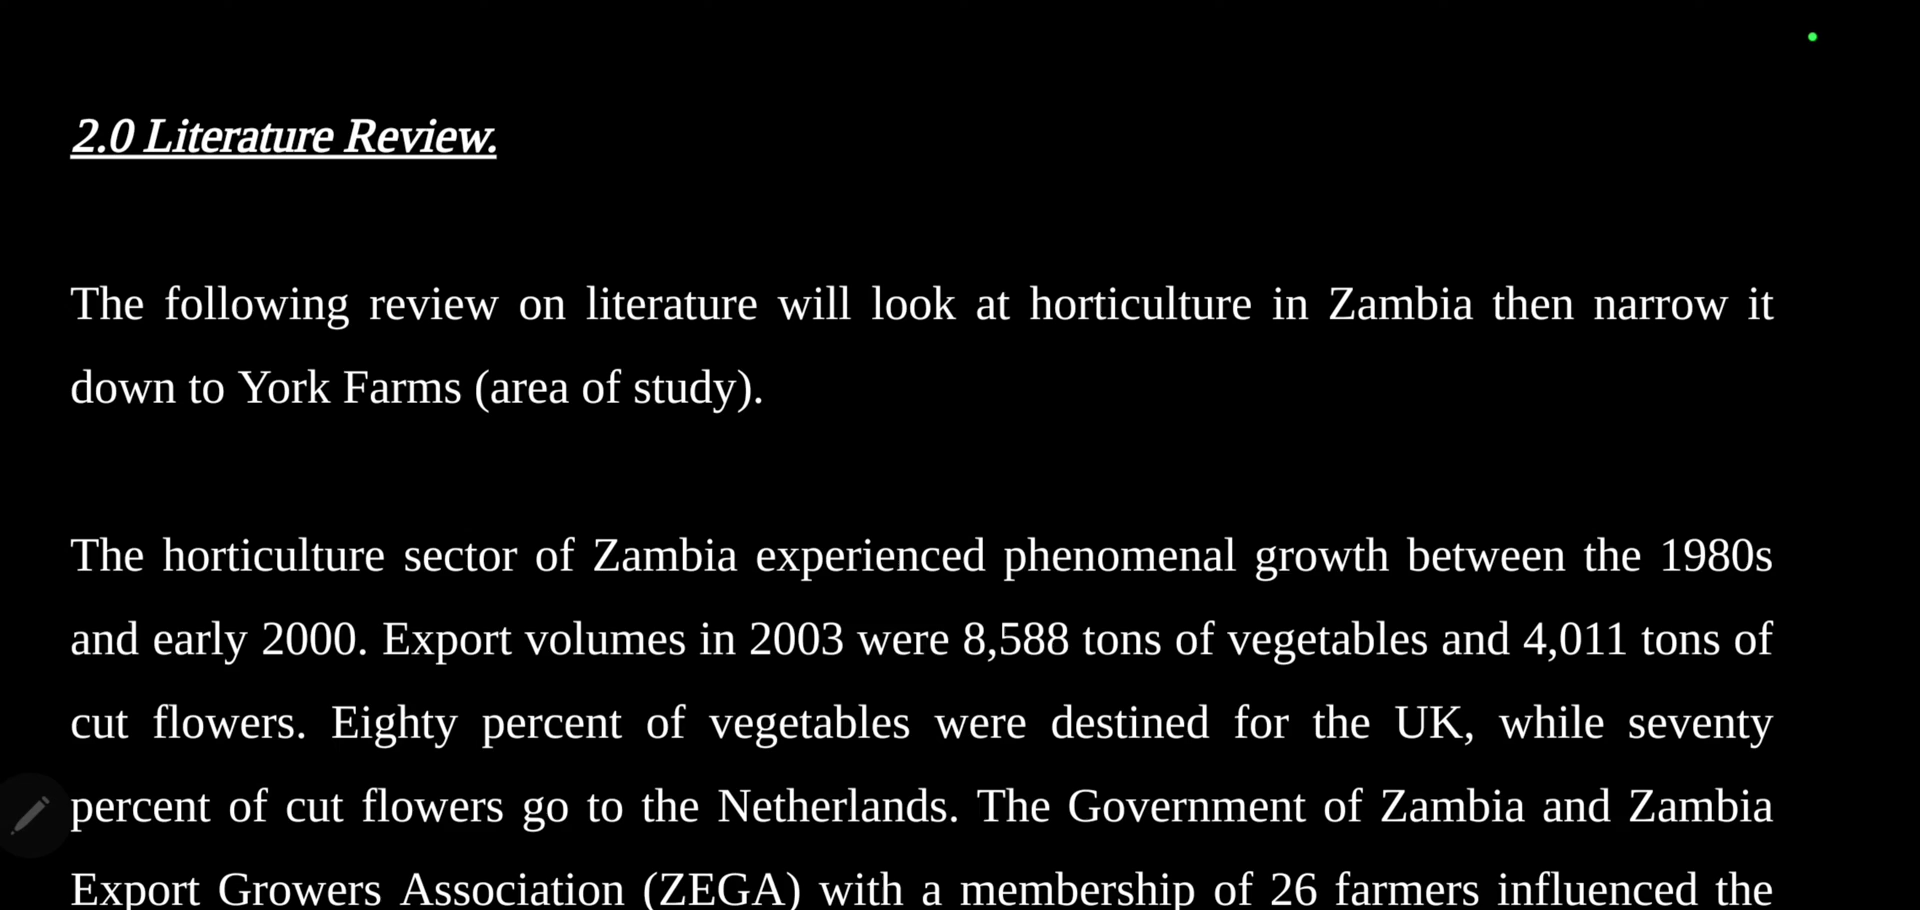 2.0 Literature Review.
The following review on literature will look at horticulture in Zambia then narrow it
down to York Farms (area of study).
The horticulture sector of Zambia experienced phenomenal growth between the 1980s
and early 2000. Export volumes in 2003 were 8,588 tons of vegetables and 4,011 tons of
cut flowers. Eighty percent of vegetables were destined for the UK, while seventy
percent of cut flowers go to the Netherlands. The Government of Zambia and Zambia
Export Growers Association (ZEGA) with a membership of 26 farmers influenced the